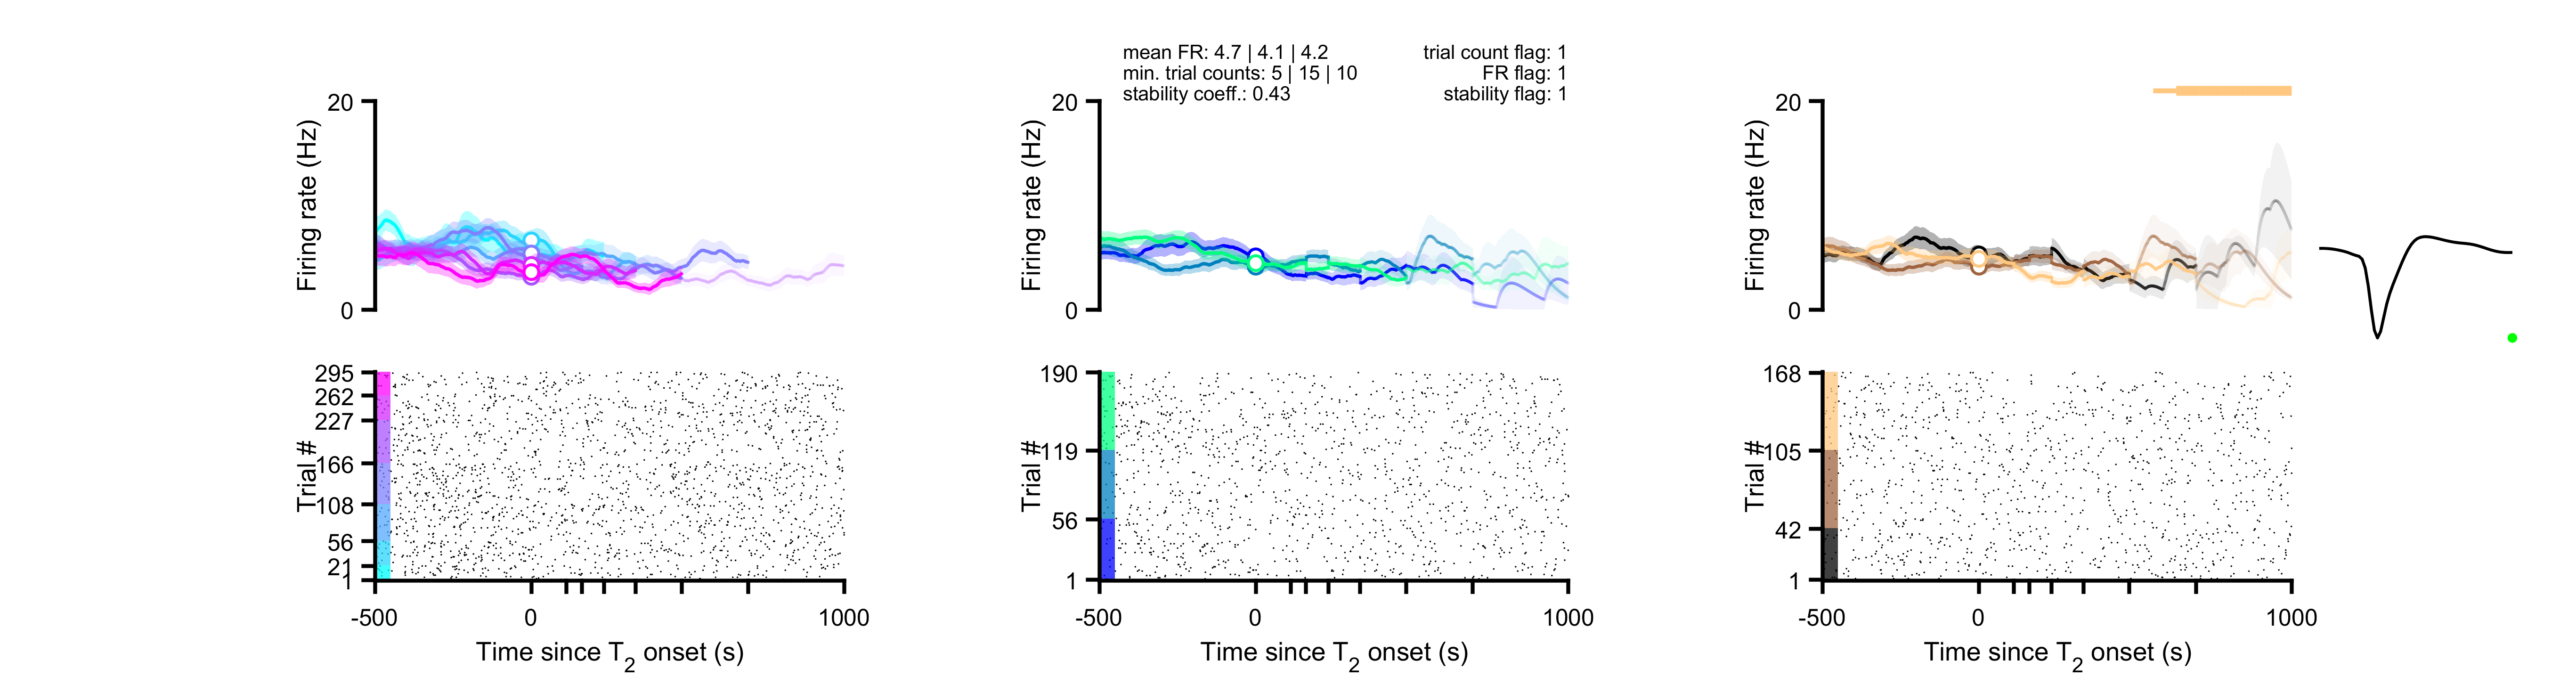 mean FR: 4.7 | 4.1 | 4.2
min. trial counts: 5 | 15 | 10
stability coeff.: 0.43
trial count flag: 1
FR flag: 1
stability flag: 1
20
Firing rate (Hz)
0
295
262
227
166
108
56
21
1
Trial #
-500
0
1000
Time since T2 onset (s)
20
Firing rate (Hz)
0
190
119
56
1
Trial #
-500
0
1000
Time since T2 onset (s)
20
Firing rate (Hz)
0
168
105
42
1
Trial #
-500
0
1000
Time since T2 onset (s)